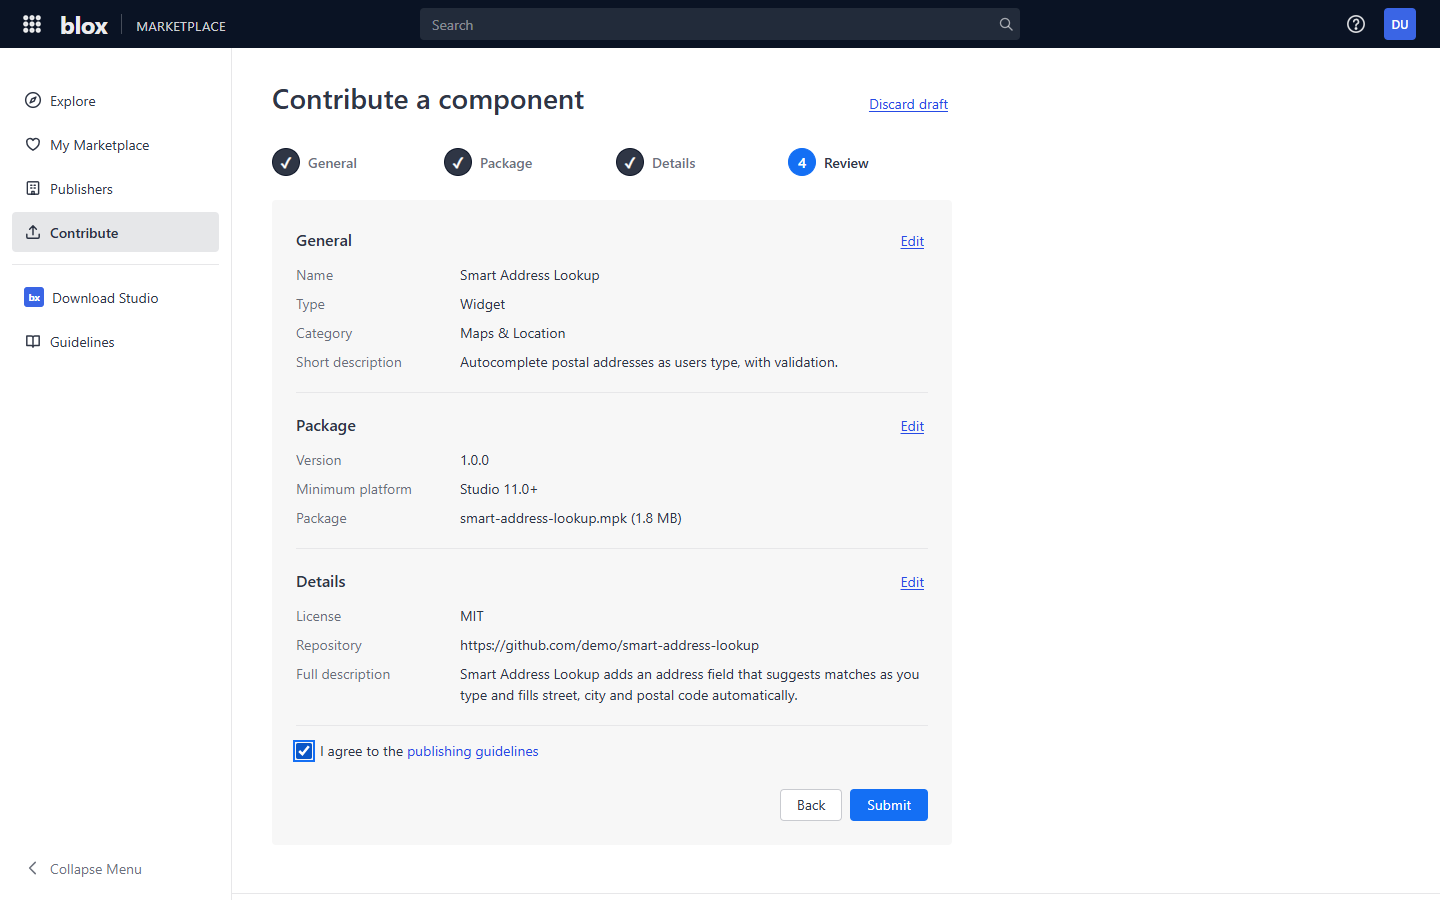 blox
MARKETPLACE
Search
DU
Explore
My Marketplace
Publishers
Contribute
bx Download Studio
Guidelines
Collapse Menu
Contribute a component
Discard draft
General
Package
Details
4 Review
General
Edit
Name Smart Address Lookup
Type Widget
Category Maps & Location
Short description Autocomplete postal addresses as users type, with validation.
Package
Edit
Version 1.0.0
Minimum platform Studio 11.0+
Package smart-address-lookup.mpk (1.8 MB)
Details
Edit
License MIT
Repository https://github.com/demo/smart-address-lookup
Full description Smart Address Lookup adds an address field that suggests matches as you
type and fills street, city and postal code automatically.
I agree to the publishing guidelines
Back
Submit